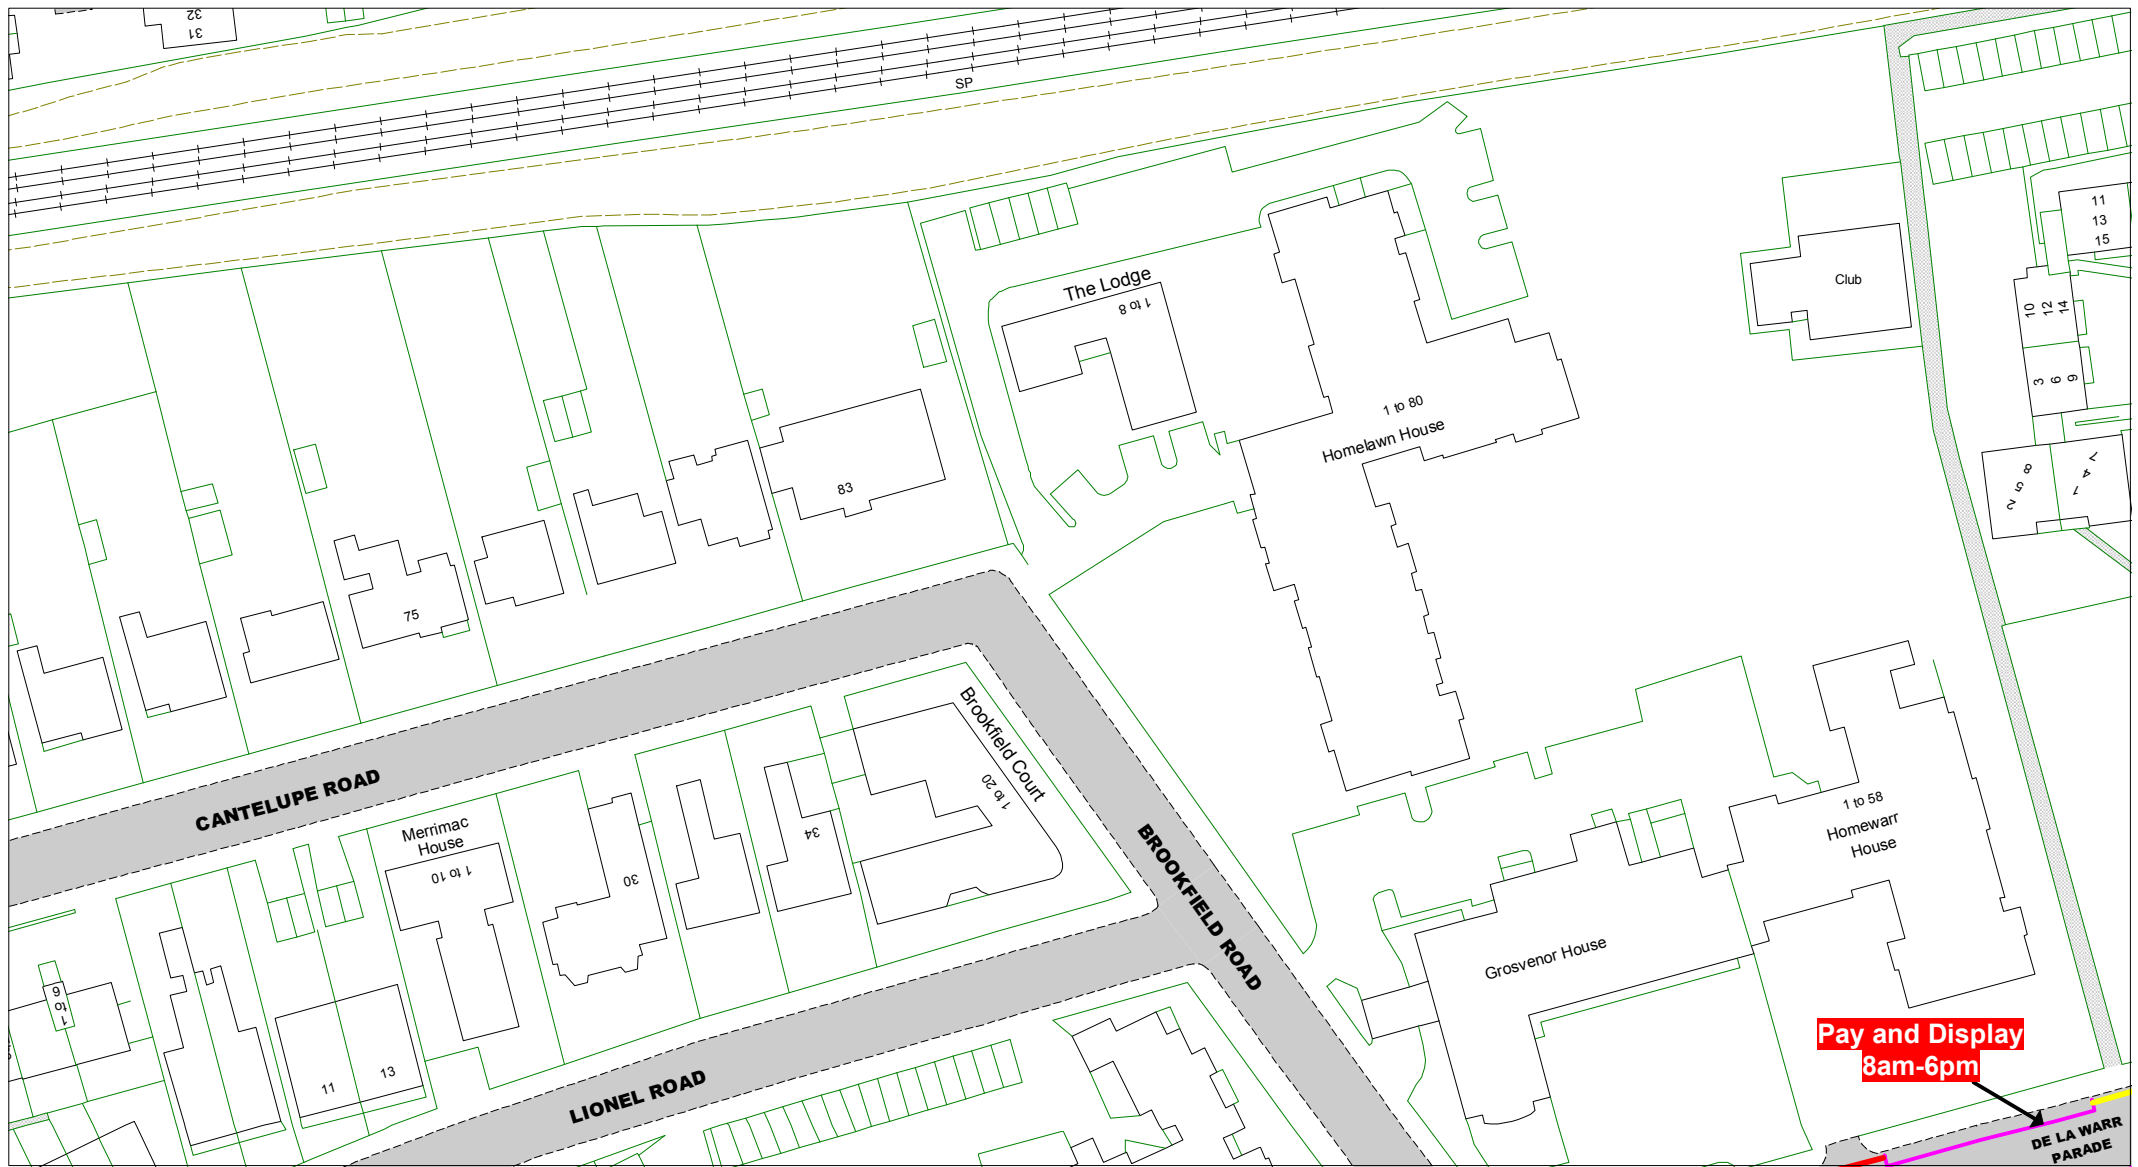 32
31
SP
11
13
15
The Lodge
1 to 8
Club
10
12
14
3
6
9
1 to 80
Homelawn House
83
8
5
2
7
4
1
75
Brookfield Court
1 to 20
CANTELUPE ROAD
Merrimac
House
1 to 10
34
30
BROOKFIELD ROAD
1 to 58
Homewarr
House
Grosvenor House
1 to 9
11
13
LIONEL ROAD
Pay and Display
8am-6pm
DE LA WARR
PARADE